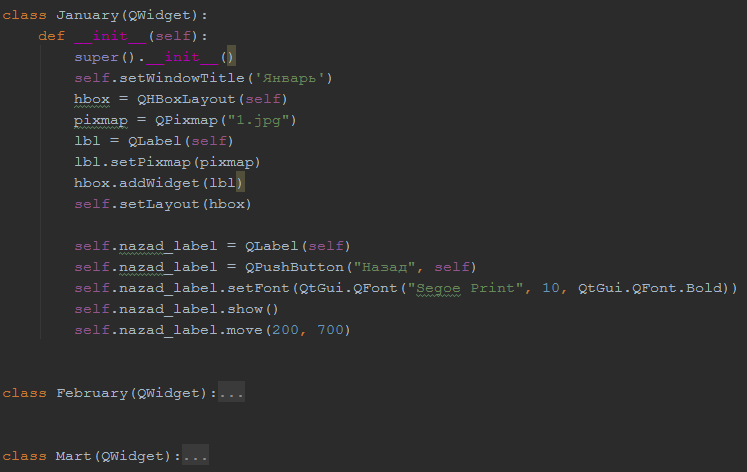 class January(QWidget):
    def __init__(self):
        super().__init__()
        self.setWindowTitle('Январь')
        hbox = QHBoxLayout(self)
        pixmap = QPixmap("1.jpg")
        lbl = QLabel(self)
        lbl.setPixmap(pixmap)
        hbox.addWidget(lbl)
        self.setLayout(hbox)

        self.nazad_label = QLabel(self)
        self.nazad_label = QPushButton("Назад", self)
        self.nazad_label.setFont(QtGui.QFont("Segoe Print", 10, QtGui.QFont.Bold))
        self.nazad_label.show()
        self.nazad_label.move(200, 700)

class February(QWidget):...

class Mart(QWidget):...